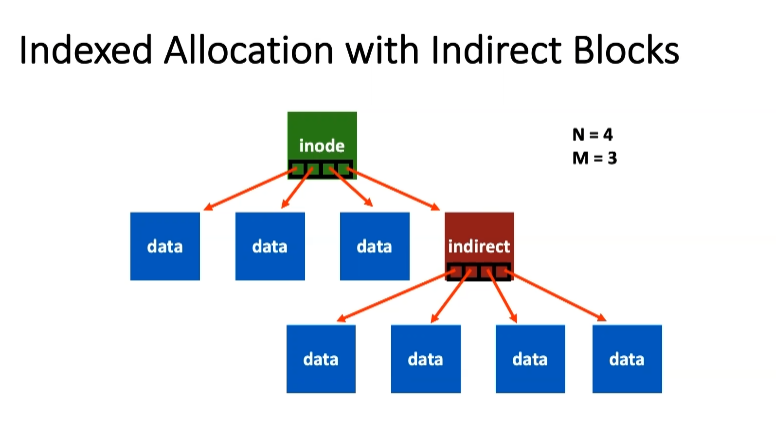 Indexed Allocation with Indirect Blocks
N = 4
M = 3
inode
data
data
data
indirect
data
data
data
data